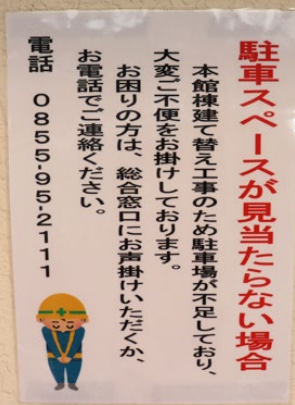 駐車スペースが見当たらない場合
本館棟建て替え工事のため駐車場が不足しており、
大変ご不便をお掛けしております。
お困りの方は、総合窓口にお声掛けいただくか、
お電話でご連絡ください。
電話 0855-95-2111